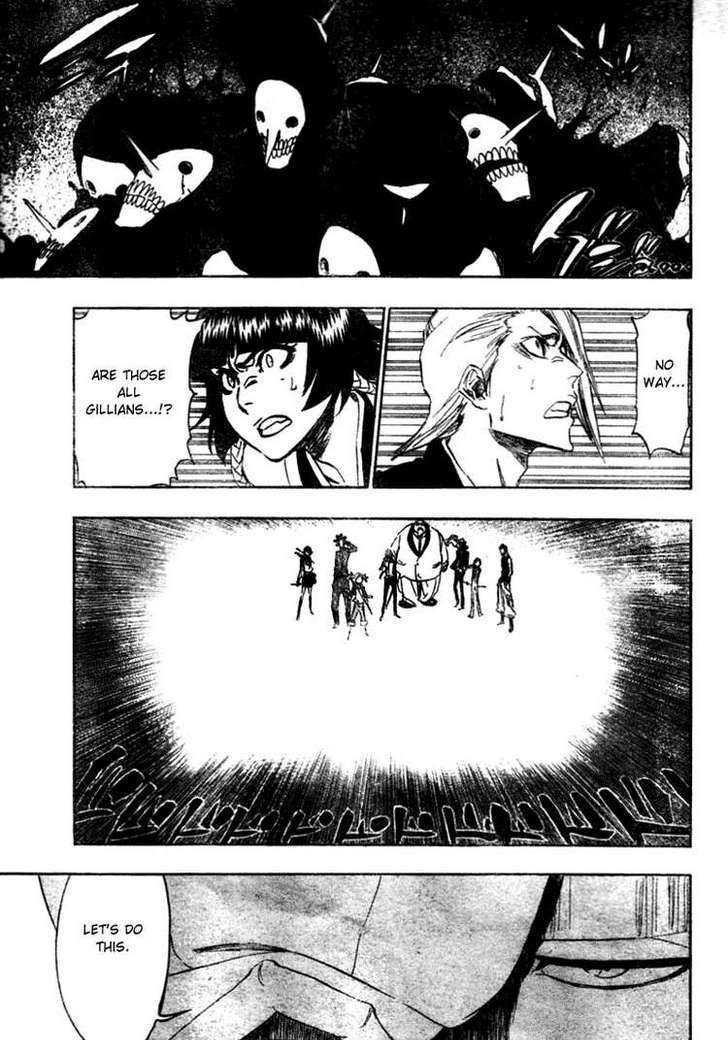 NO
WAY...
ARE THOSE
ALL
GILLIANS...!?
LET'S DO
THIS.